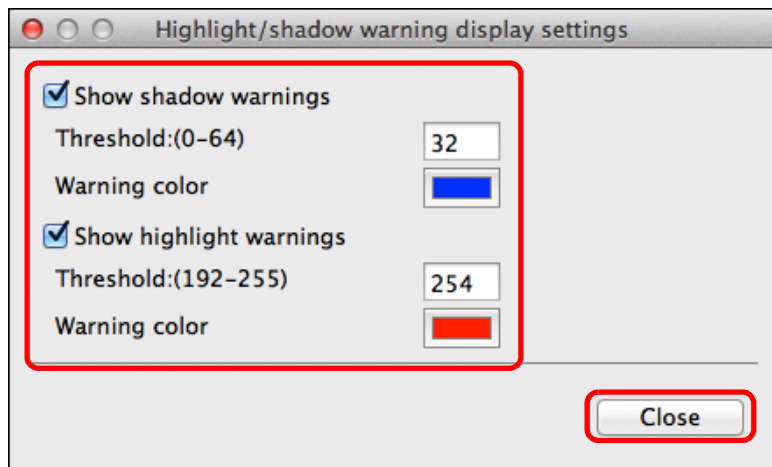 Highlight/shadow warning display settings
Show shadow warnings
Threshold:(0-64) 32
Warning color
Show highlight warnings
Threshold:(192-255) 254
Warning color
Close